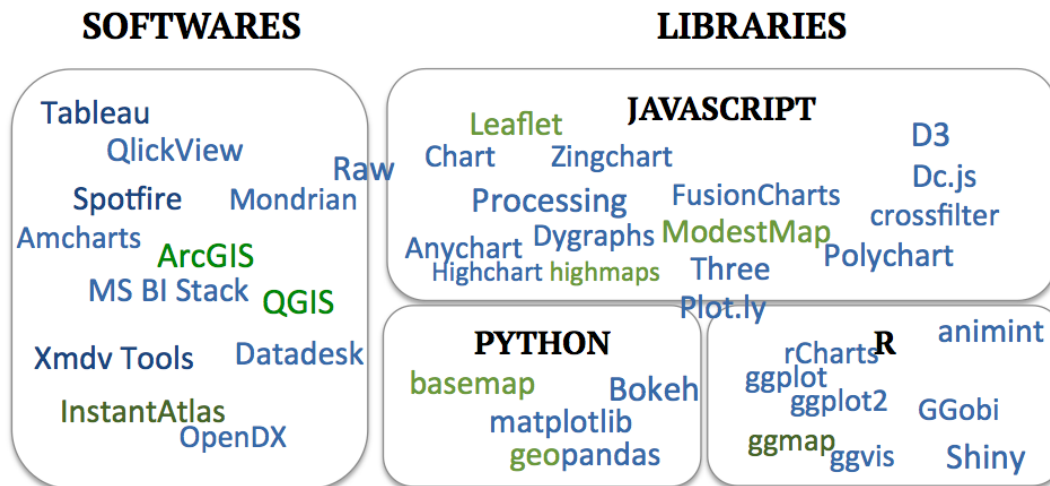 SOFTWARES
Tableau
QlickView
Raw
Spotfire
Mondrian
Amcharts
ArcGIS
MS BI Stack
QGIS
Xmdv Tools
Datadesk
InstantAtlas
OpenDX
LIBRARIES
JAVASCRIPT
Leaflet
D3
Chart
Zingchart
Dc.js
Processing
FusionCharts
crossfilter
Anychart
Dygraphs
ModestMap
Polychart
Highchart
highmaps
Three
Plot.ly
PYTHON
basemap
Bokeh
matplotlib
geopandas
R
animint
rCharts
ggplot
ggplot2
GGobi
ggmap
ggvis
Shiny